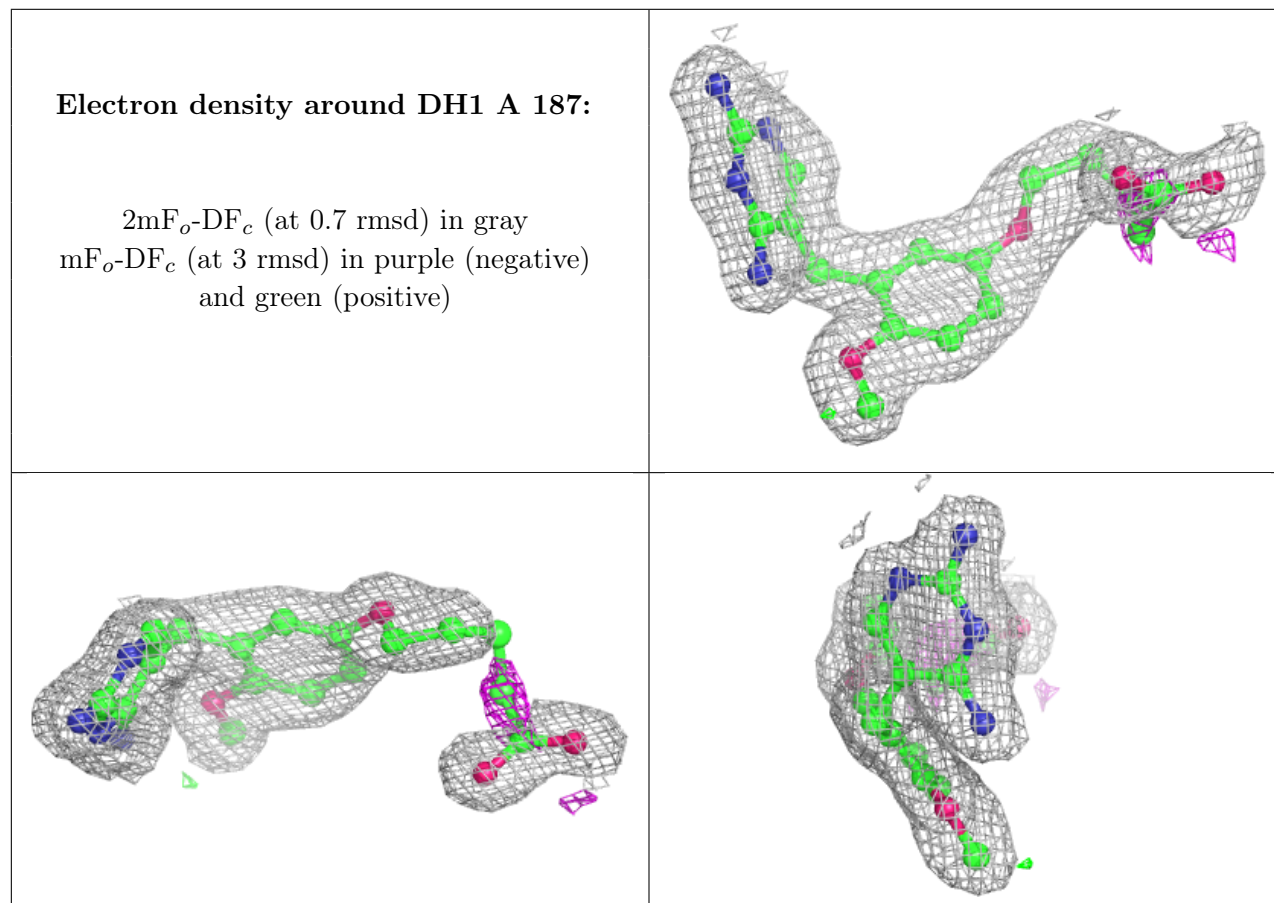 Electron density around DH1 A 187:
2mFₒ-DF𝒸 (at 0.7 rmsd) in gray
mFₒ-DF𝒸 (at 3 rmsd) in purple (negative)
and green (positive)